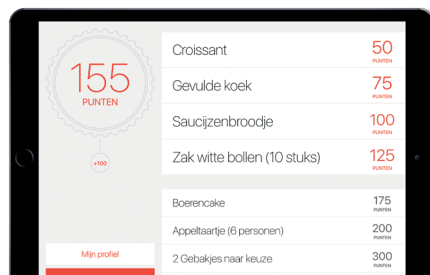 155
PUNTEN
+100
Mijn profiel
Croissant 50
PUNTEN
Gevulde koek 75
PUNTEN
Saucijzenbroodje 100
PUNTEN
Zak witte bollen (10 stuks) 125
PUNTEN
Boerencake 175
PUNTEN
Appeltaartje (6 personen) 200
PUNTEN
2 Gebakjes naar keuze 300
PUNTEN